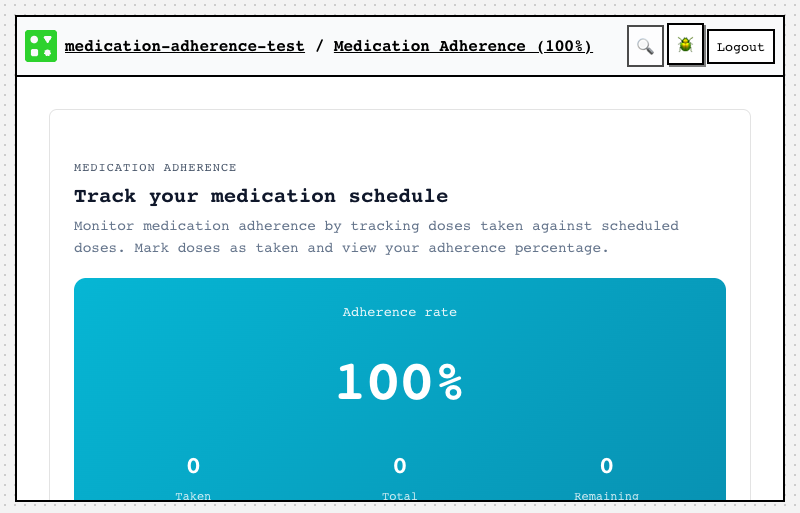 medication-adherence-test / Medication Adherence (100%)
Logout
MEDICATION ADHERENCE
Track your medication schedule
Monitor medication adherence by tracking doses taken against scheduled
doses. Mark doses as taken and view your adherence percentage.
Adherence rate
100%
0 0 0
Taken Total Remaining